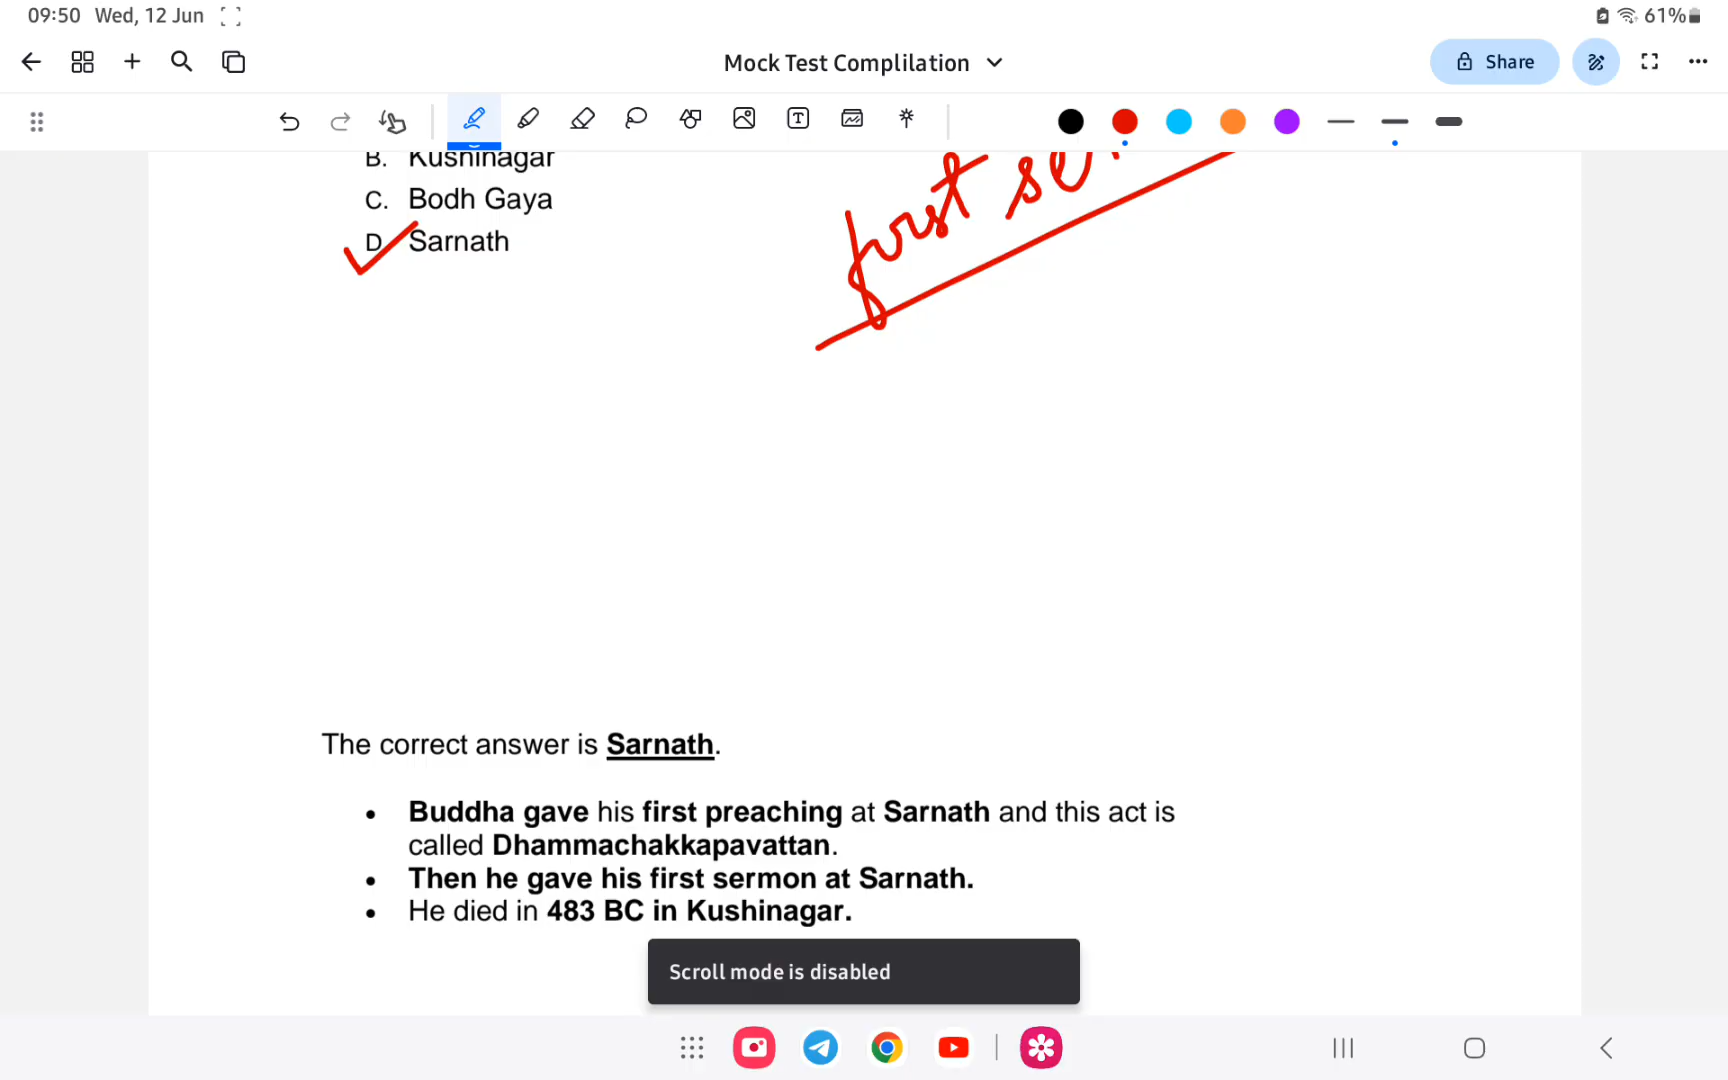 09:50 Wed, 12 Jun
61%
Mock Test Complilation
Share
B. Kushinagar
C. Bodh Gaya
D Sarnath
first se
The correct answer is Sarnath.
• Buddha gave his first preaching at Sarnath and this act is
called Dhammachakkapavattan.
• Then he gave his first sermon at Sarnath.
• He died in 483 BC in Kushinagar.
Scroll mode is disabled